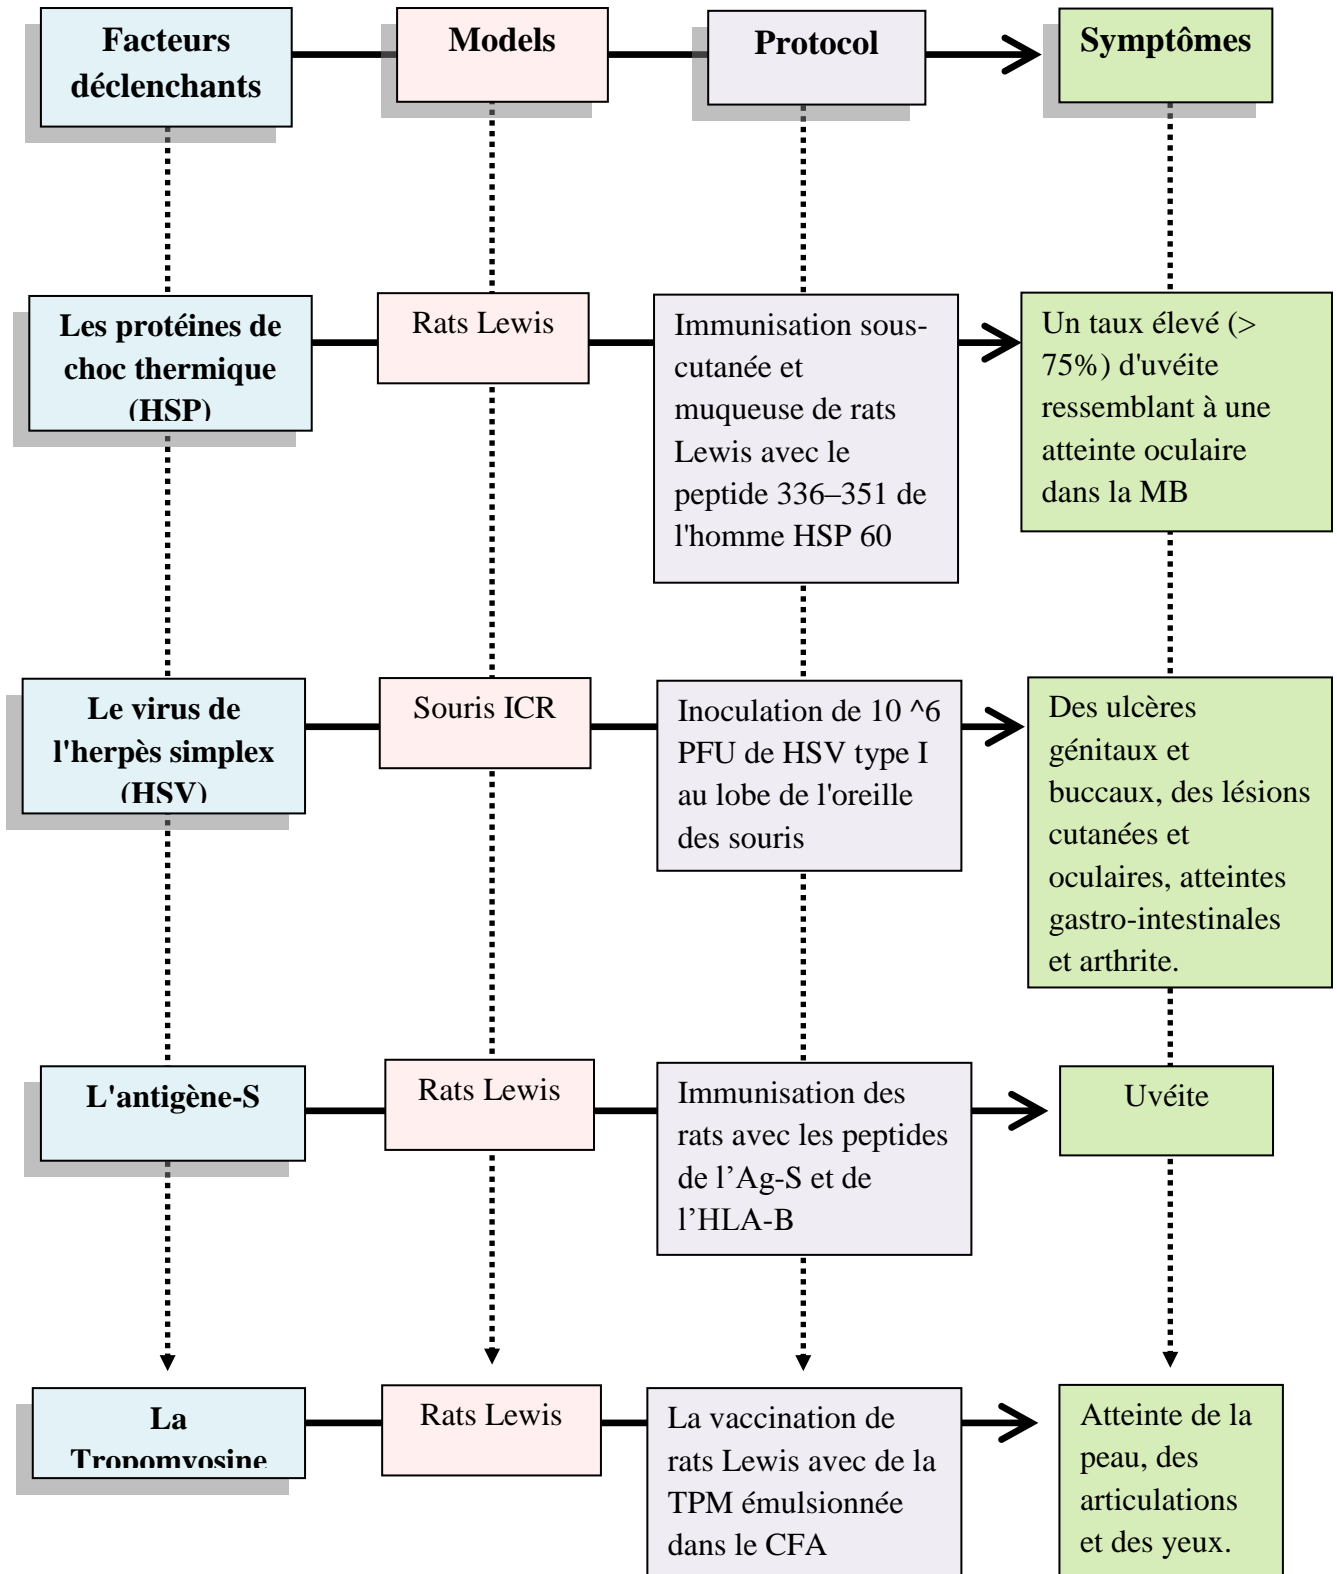 Facteurs
déclenchants
Models
Protocol
Symptômes
Les protéines de
choc thermique
(HSP)
Rats Lewis
Immunisation sous-
cutanée et
muqueuse de rats
Lewis avec le
peptide 336–351 de
l'homme HSP 60
Un taux élevé (>
75%) d'uvéite
ressemblant à une
atteinte oculaire
dans la MB
Le virus de
l'herpès simplex
(HSV)
Souris ICR
Inoculation de 10 ^6
PFU de HSV type I
au lobe de l'oreille
des souris
Des ulcères
génitaux et
buccaux, des lésions
cutanées et
oculaires, atteintes
gastro-intestinales
et arthrite.
L'antigène-S
Rats Lewis
Immunisation des
rats avec les peptides
de l’Ag-S et de
l’HLA-B
Uvéite
La
Tropomyosine
Rats Lewis
La vaccination de
rats Lewis avec de la
TPM émulsionnée
dans le CFA
Atteinte de la
peau, des
articulations
et des yeux.